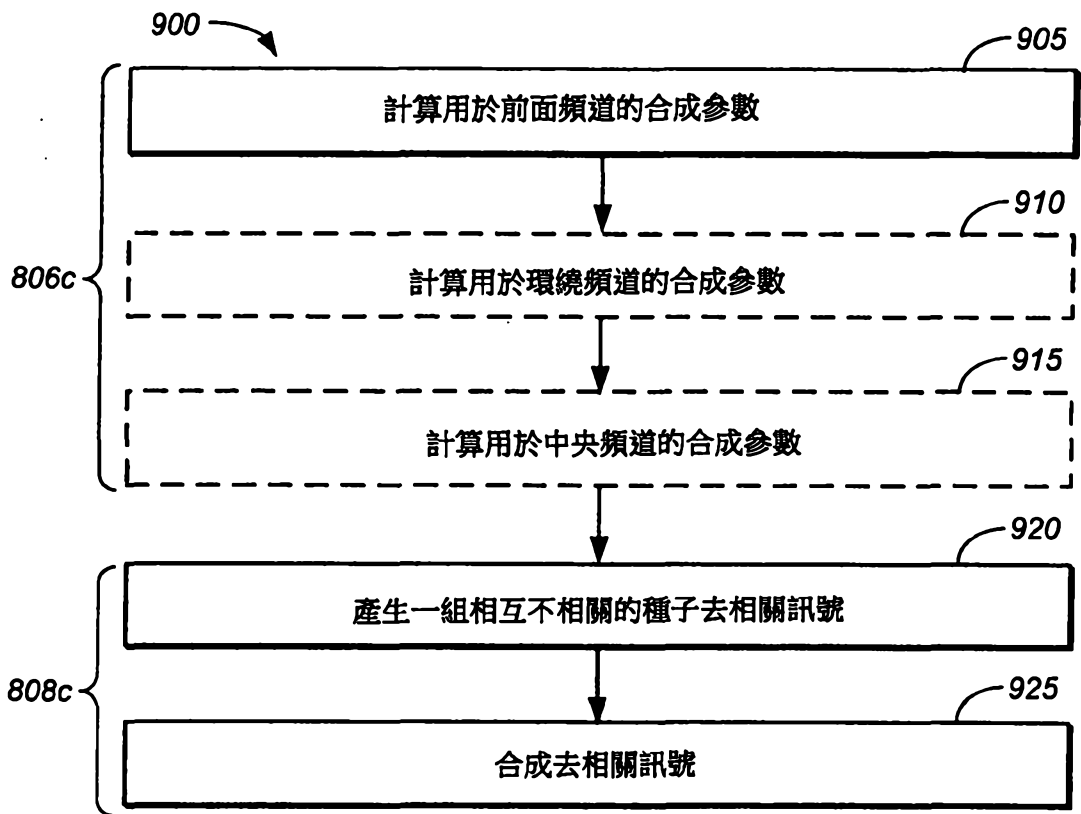 900
905
計算用於前面頻道的合成參數
910
806c
計算用於環繞頻道的合成參數
915
計算用於中央頻道的合成參數
920
產生一組相互不相關的種子去相關訊號
808c
925
合成去相關訊號